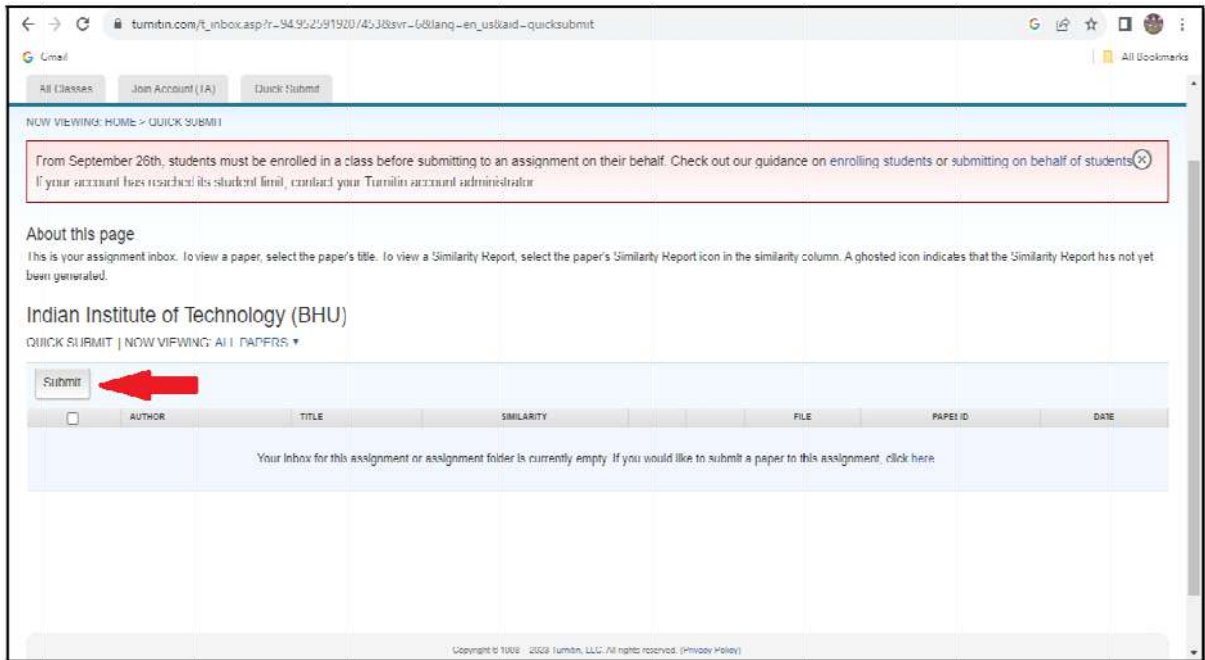 turnitin.com/t_inbox.asp?r=94.9525919207453&svr=6&lang=en_us&aid=quicksubmit
Gmail
All Bookmarks
All Classes
Join Account (TA)
Quick Submit
NOW VIEWING: HOME > QUICK SUBMIT
From September 26th, students must be enrolled in a class before submitting to an assignment on their behalf. Check out our guidance on enrolling students or submitting on behalf of students
If your account has reached its student limit, contact your Turnitin account administrator
About this page
This is your assignment inbox. To view a paper, select the paper's title. To view a Similarity Report, select the paper's Similarity Report icon in the similarity column. A ghosted icon indicates that the Similarity Report has not yet
been generated.
Indian Institute of Technology (BHU)
QUICK SUBMIT | NOW VIEWING: ALL PAPERS ▼
Submit
AUTHOR TITLE SIMILARITY FILE PAPER ID DATE
Your inbox for this assignment or assignment folder is currently empty. If you would like to submit a paper to this assignment, click here
Copyright © 1998 – 2023 Turnitin, LLC. All rights reserved. (Privacy Policy)